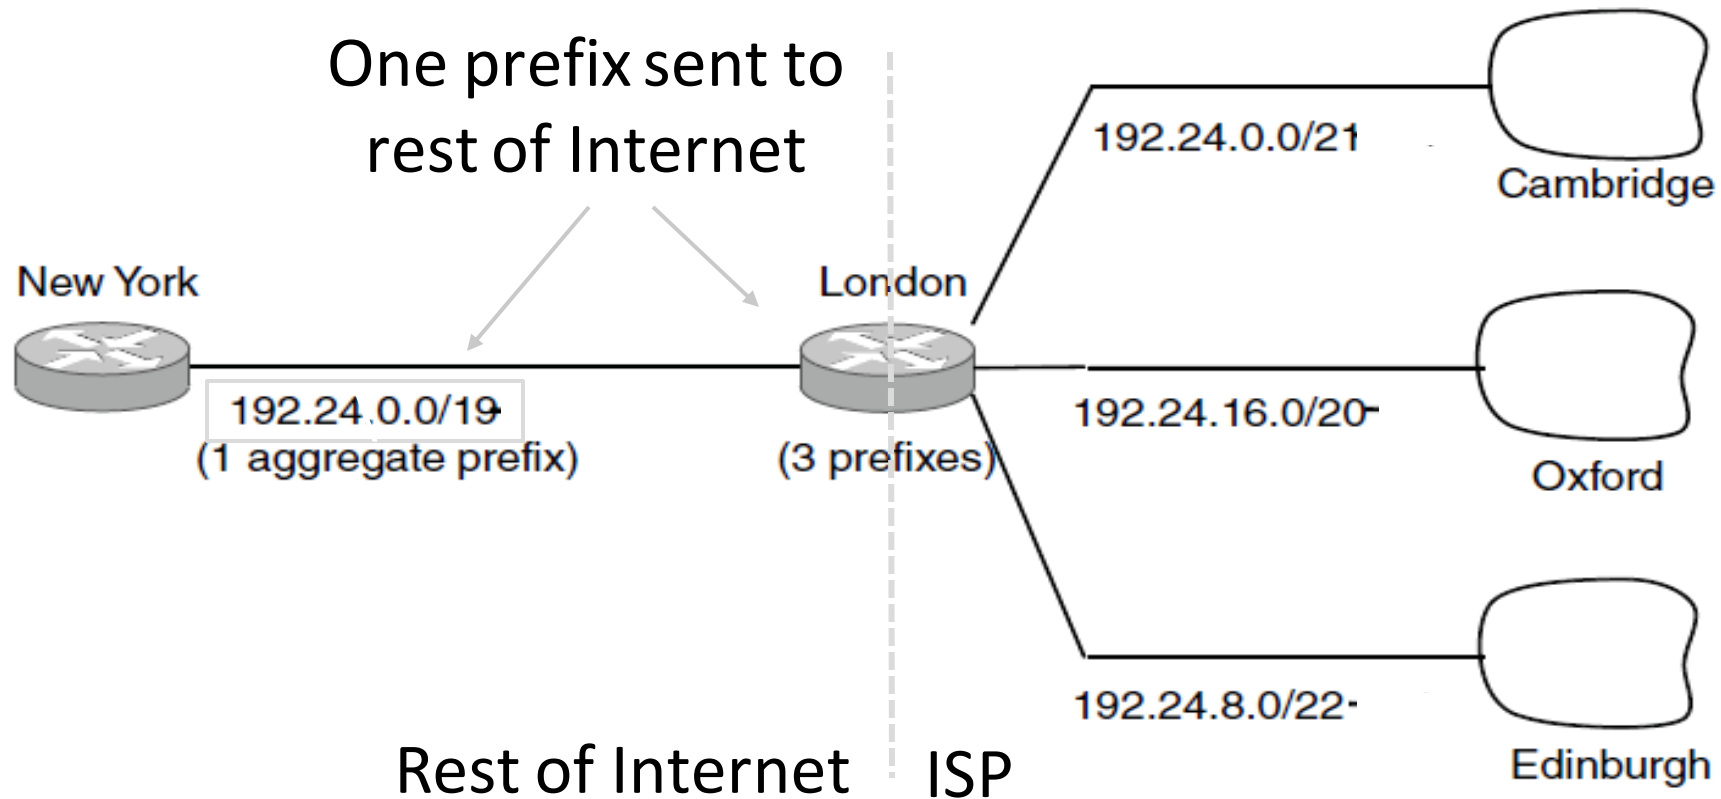 One prefix sent to
rest of Internet
192.24.0.0/21
Cambridge
New York
London
192.24.0.0/19
(1 aggregate prefix)
(3 prefixes)
192.24.16.0/20
Oxford
192.24.8.0/22
Edinburgh
Rest of Internet
ISP